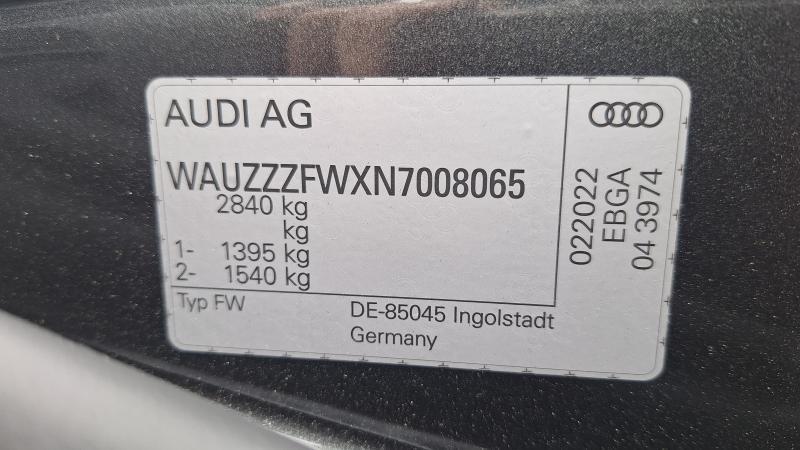 AUDI AG
WAUZZZFWXN7008065
2840 kg
kg
1- 1395 kg
2- 1540 kg
Typ FW
DE-85045 Ingolstadt
Germany
022022
EBGA
04 3974